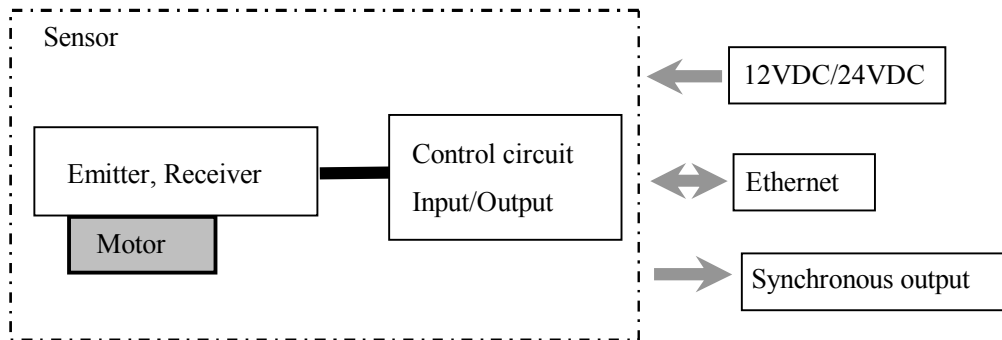 Sensor
12VDC/24VDC
Emitter, Receiver
Control circuit
Input/Output
Ethernet
Motor
Synchronous output